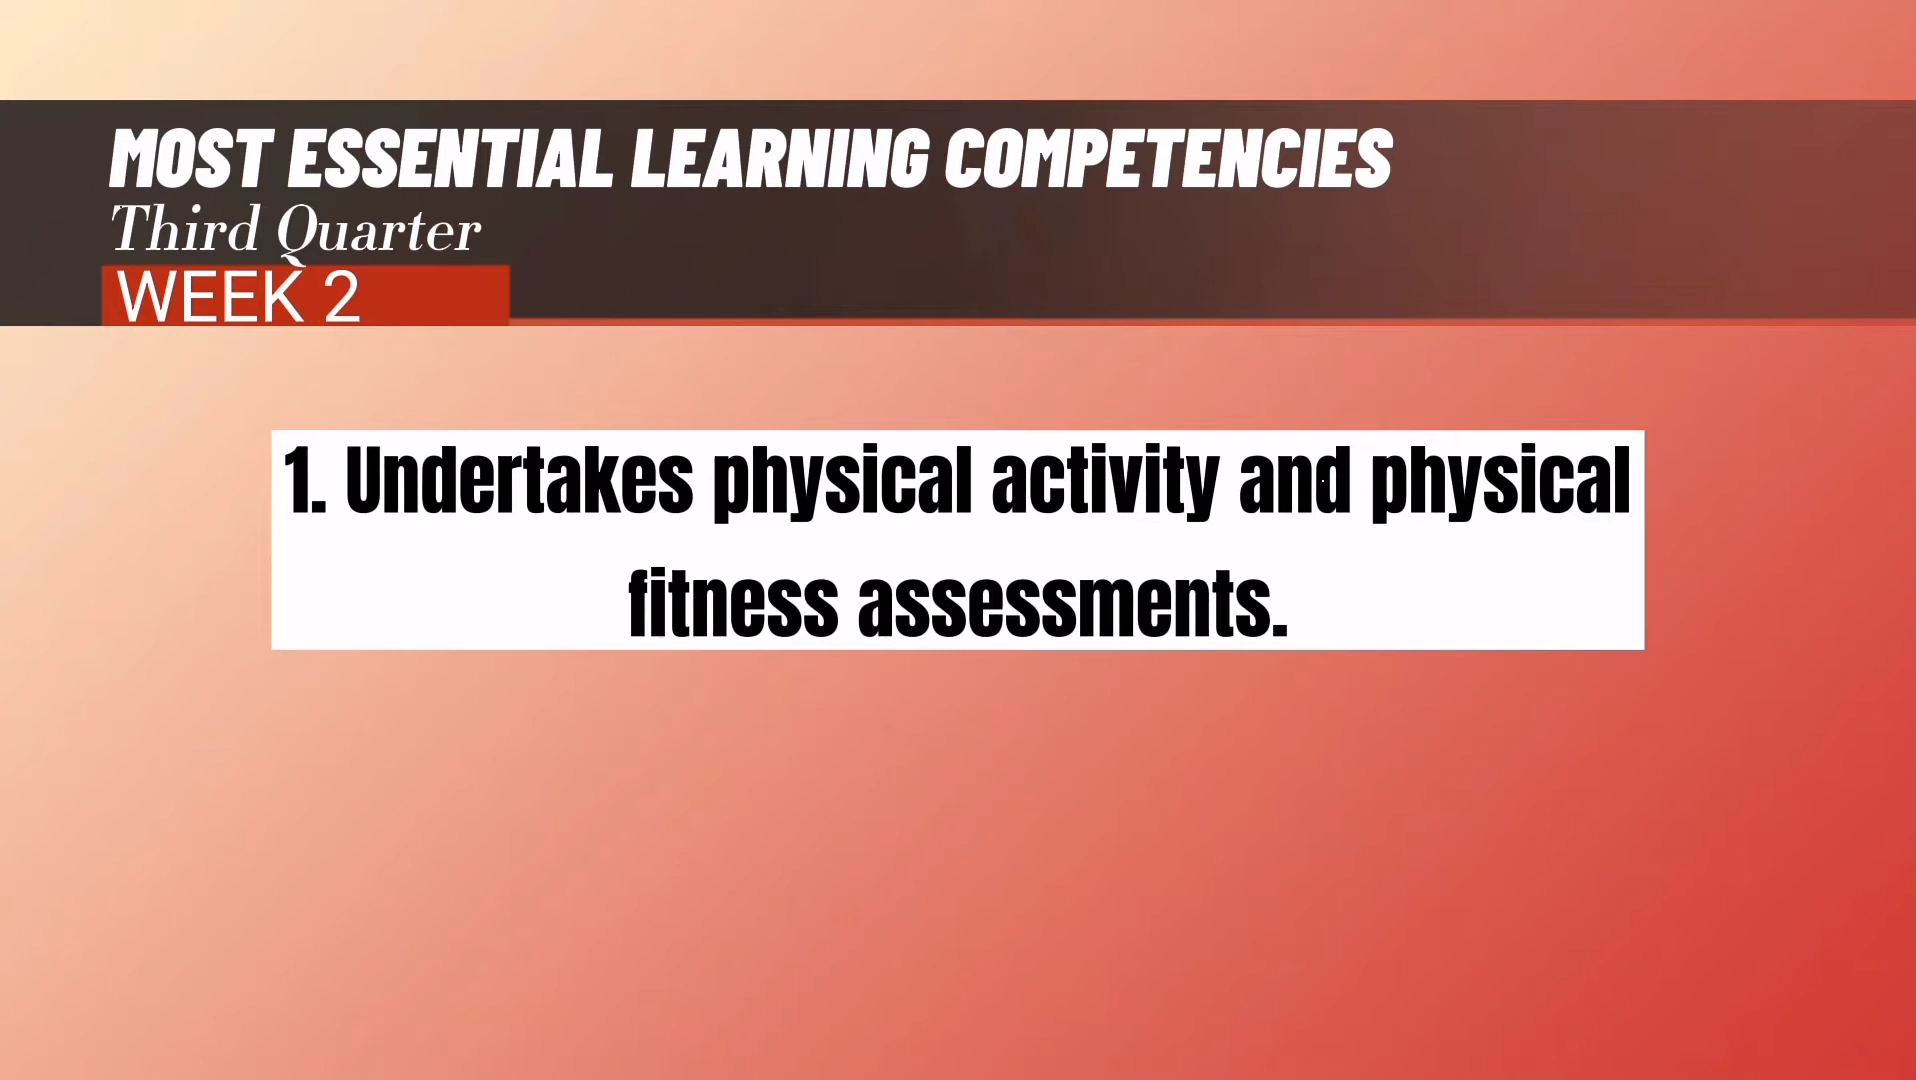 MOST ESSENTIAL LEARNING COMPETENCIES
Third Quarter
WEEK 2
1. Undertakes physical activity and physical
fitness assessments.